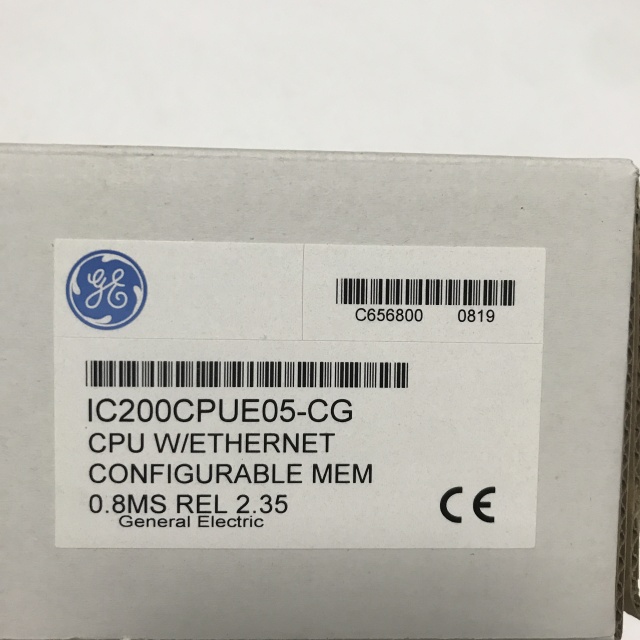 GE
C656800 0819
IC200CPUE05-CG
CPU W/ETHERNET
CONFIGURABLE MEM
0.8MS REL 2.35
General Electric
CE